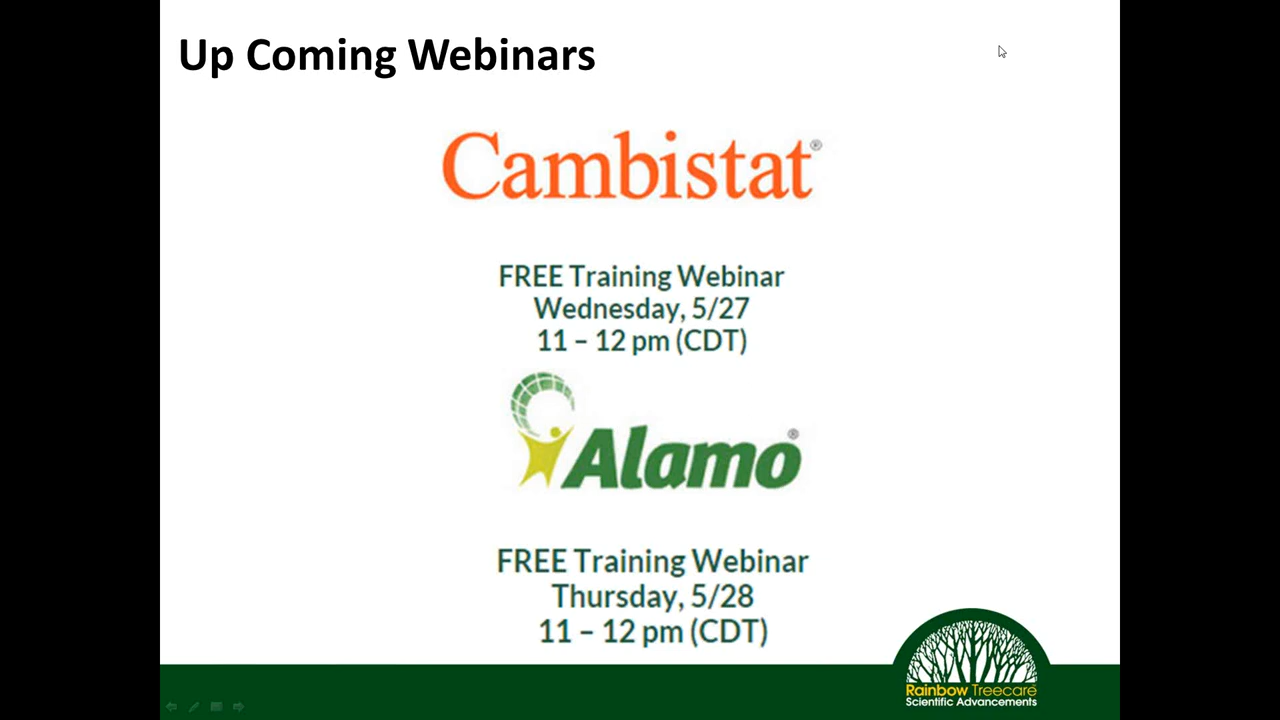 Up Coming Webinars
Cambistat®
FREE Training Webinar
Wednesday, 5/27
11 – 12 pm (CDT)
Alamo®
FREE Training Webinar
Thursday, 5/28
11 – 12 pm (CDT)
Rainbow Treecare
Scientific Advancements